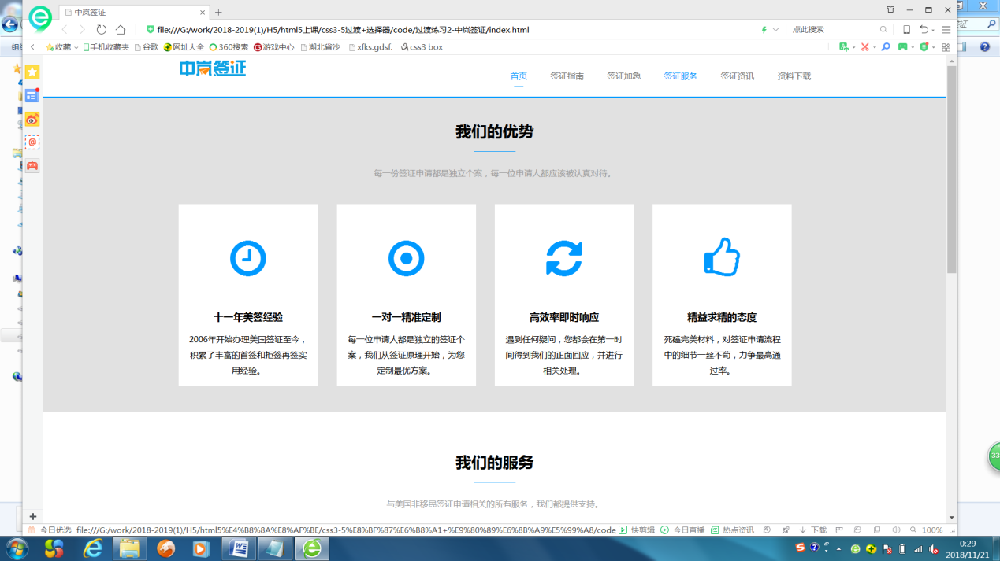 中岚签证
file:///G:/work/2018-2019(1)/H5/html5上课/css3-5过渡+选择器/code/过渡练习2-中岚签证/index.html
点此搜索
收藏 手机收藏夹 谷歌 网址大全 360搜索 游戏中心 湖北省沙 xfks.gdsf. css3 box
中岚签证
首页 签证指南 签证加急 签证服务 签证资讯 资料下载
我们的优势
每一份签证申请都是独立个案，每一位申请人都应该被认真对待。
十一年美签经验
2006年开始办理美国签证至今，
积累了丰富的首签和拒签再签实
用经验。
一对一精准定制
每一位申请人都是独立的签证个
案，我们从签证原理开始，为您
定制最优方案。
高效率即时响应
遇到任何疑问，您都会在第一时
间得到我们的正面回应，并进行
相关处理。
精益求精的态度
死磕完美材料，对签证申请流程
中的细节一丝不苟，力争最高通
过率。
我们的服务
与美国非移民签证申请相关的所有服务，我们都提供支持。
今日优选 file:///G:/work/2018-2019(1)/H5/html5%E4%B8%8A%E8%AF%BE/css3-5%E8%BF%87%E6%B8%A1+%E9%80%89%E6%8B%A9%E5%99%A8/code 快剪辑 今日直播 热点资讯 下载 100%
33
0:29
2018/11/21